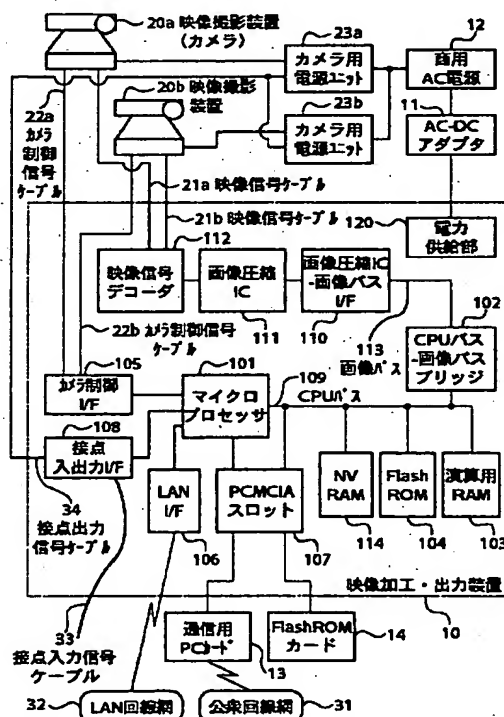 20a 映像撮影装置
(カメラ)
23a
カメラ用
電源ユニット
12
商用
AC電源
20b 映像撮影
装置
23b
カメラ用
電源ユニット
11
AC-DC
アダプタ
22a
カメラ
制御
信号
ケーブル
21a 映像信号ケーブル
21b 映像信号ケーブル
120
電力
供給部
112
映像信号
デコーダ
画像圧縮
IC
111
画像圧縮IC
-画像バス
I/F
110
113
画像バス
102
CPUバス
-画像バス
ブリッジ
22b カメラ制御信号
ケーブル
105
カメラ制御
I/F
101
マイクロ
プロセッサ
109
CPUバス
108
接点
入出力I/F
34
接点出力
信号ケーブル
LAN
I/F
106
PCMCIA
スロット
107
NV
RAM
114
Flash
ROM
104
演算用
RAM
103
映像加工・出力装置
10
33
接点入力信号
ケーブル
通信用
PCカード
13
FlashROM
カード
14
32
LAN回線網
公衆回線網
31